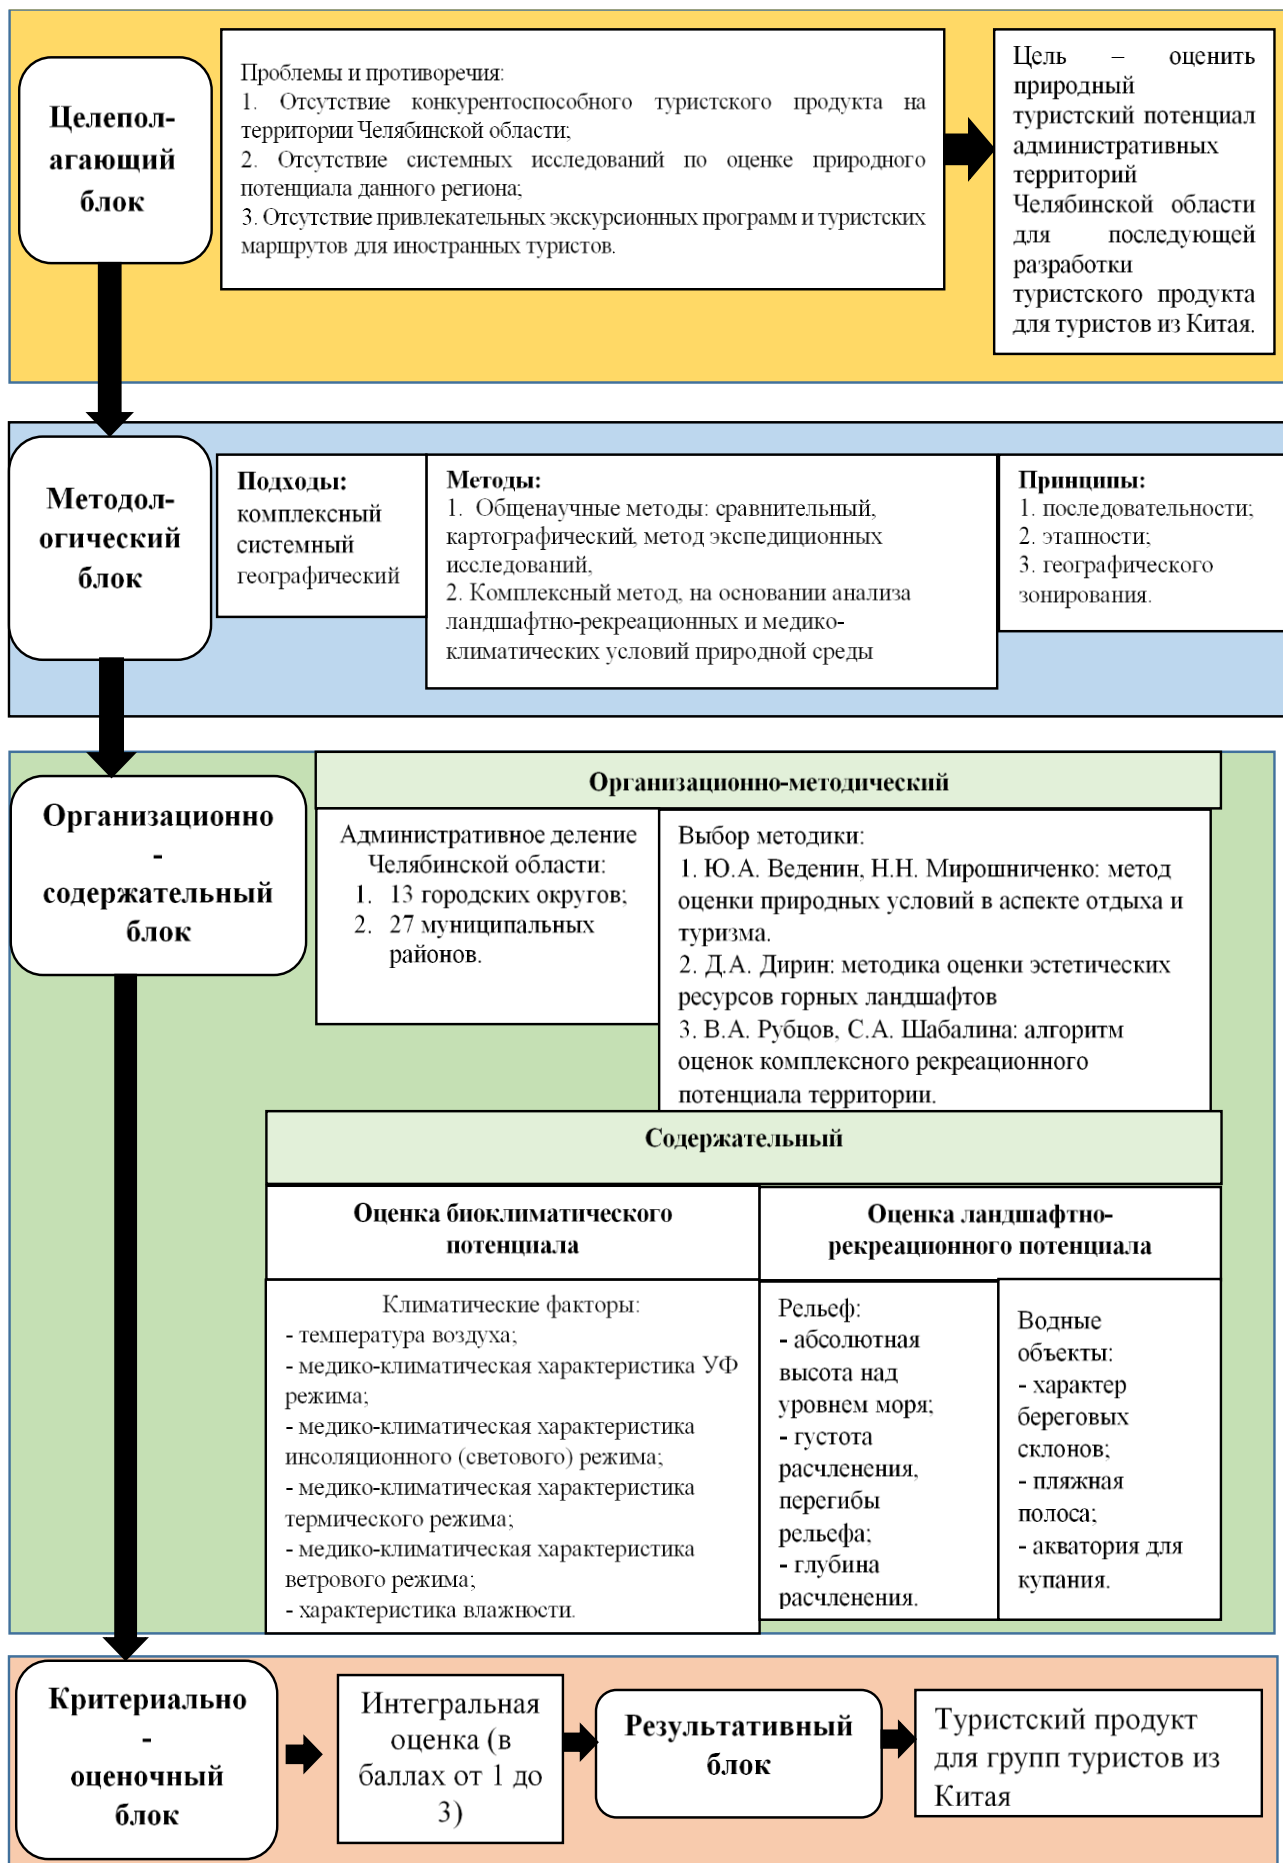 Целепол-
агающий
блок
Проблемы и противоречия:
1. Отсутствие конкурентоспособного туристского продукта на
территории Челябинской области;
2. Отсутствие системных исследований по оценке природного
потенциала данного региона;
3. Отсутствие привлекательных экскурсионных программ и туристских
маршрутов для иностранных туристов.
Цель – оценить
природный
туристский потенциал
административных
территорий
Челябинской области
для последующей
разработки
туристского продукта
для туристов из Китая.
Методол-
огический
блок
Подходы:
комплексный
системный
географический
Методы:
1. Общенаучные методы: сравнительный,
картографический, метод экспедиционных
исследований,
2. Комплексный метод, на основании анализа
ландшафтно-рекреационных и медико-
климатических условий природной среды
Принципы:
1. последовательности;
2. этапности;
3. географического
зонирования.
Организационно
-
содержательный
блок
Организационно-методический
Административное деление
Челябинской области:
1. 13 городских округов;
2. 27 муниципальных
районов.
Выбор методики:
1. Ю.А. Веденин, Н.Н. Мирошниченко: метод
оценки природных условий в аспекте отдыха и
туризма.
2. Д.А. Дирин: методика оценки эстетических
ресурсов горных ландшафтов
3. В.А. Рубцов, С.А. Шабалина: алгоритм
оценок комплексного рекреационного
потенциала территории.
Содержательный
Оценка биоклиматического
потенциала
Оценка ландшафтно-
рекреационного потенциала
Климатические факторы:
- температура воздуха;
- медико-климатическая характеристика УФ
режима;
- медико-климатическая характеристика
инсоляционного (светового) режима;
- медико-климатическая характеристика
термического режима;
- медико-климатическая характеристика
ветрового режима;
- характеристика влажности.
Рельеф:
- абсолютная
высота над
уровнем моря;
- густота
расчленения,
перегибы
рельефа;
- глубина
расчленения.
Водные
объекты:
- характер
береговых
склонов;
- пляжная
полоса;
- акватория для
купания.
Критериально
-
оценочный
блок
Интегральная
оценка (в
баллах от 1 до
3)
Результативный
блок
Туристский продукт
для групп туристов из
Китая